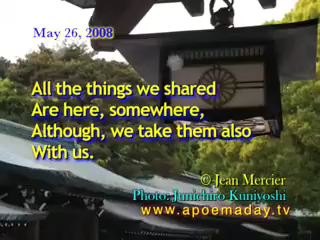 May 26, 2008
All the things we shared
Are here, somewhere,
Although, we take them also
With us.
© Jean Mercier
Photo: Junichiro Kuniyoshi
www.apoemaday.tv